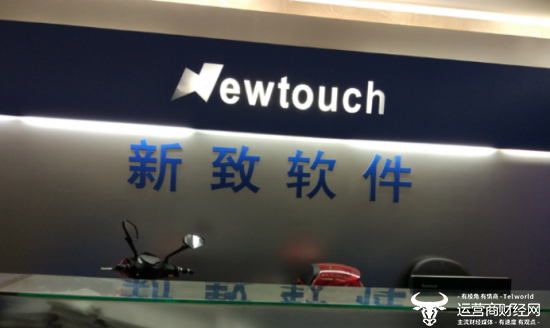 Newtouch
新致软件
·有棱角 有情商·Telworld
运营商财经网
主流财经媒体·有速度 有观点